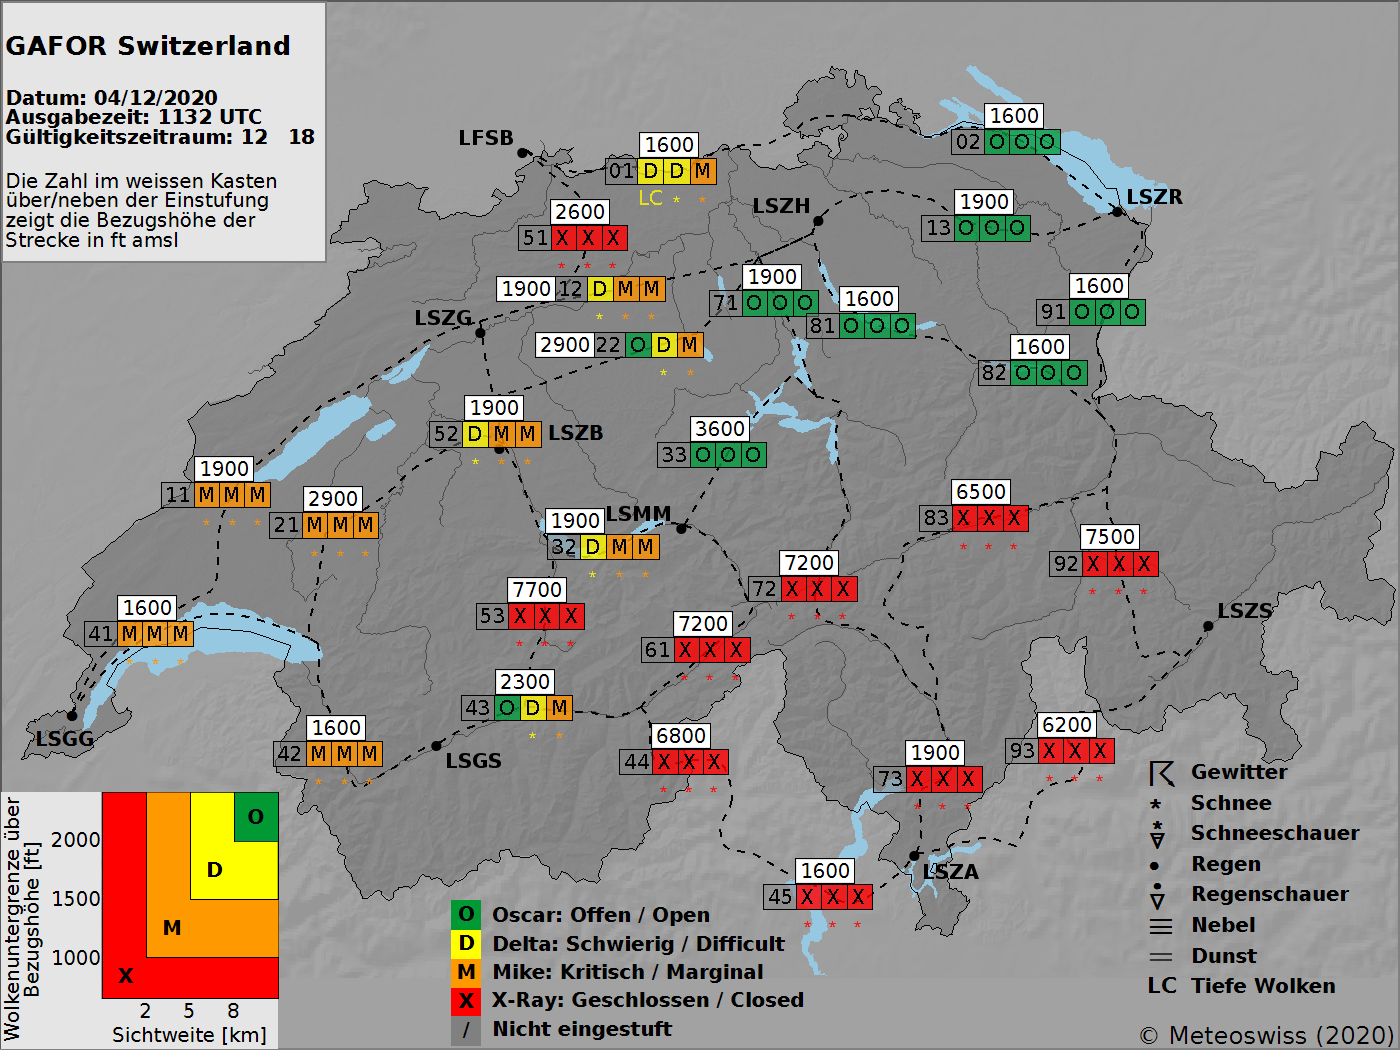 GAFOR Switzerland
Datum: 04/12/2020
Ausgabezeit: 1132 UTC
Gültigkeitszeitraum: 12 18
Die Zahl im weissen Kasten
über/neben der Einstufung
zeigt die Bezugshöhe der
Strecke in ft amsl
1600
02 O O O
LFSB
1600
01 D D M
LC * *
LSZR
1900
13 O O O
LSZH
2600
51 X X X
* * *
1900 12 D M M
* * *
1900
71 O O O
1600
81 O O O
1600
91 O O O
LSZG
2900 22 O D M
* *
1600
82 O O O
1900
52 D M M
* * *
LSZB
3600
33 O O O
1900
11 M M M
* * *
2900
21 M M M
* * *
1900
32 D M M
* * *
LSMM
6500
83 X X X
* * *
7500
92 X X X
* * *
7200
72 X X X
* * *
7700
53 X X X
* * *
1600
41 M M M
* * *
7200
61 X X X
* * *
LSZS
2300
43 O D M
* *
LSGG
1600
42 M M M
* * *
LSGS
6800
44 X X X
* * *
1900
73 X X X
* * *
6200
93 X X X
* * *
LSZA
1600
45 X X X
* * *
Wolkenuntergrenze über
Bezugshöhe [ft]
2000
1500
1000
O
D
M
X
2 5 8
Sichtweite [km]
O Oscar: Offen / Open
D Delta: Schwierig / Difficult
M Mike: Kritisch / Marginal
X X-Ray: Geschlossen / Closed
/ Nicht eingestuft
Gewitter
* Schnee
Schneeschauer
Regen
Regenschauer
Nebel
Dunst
LC Tiefe Wolken
© Meteoswiss (2020)